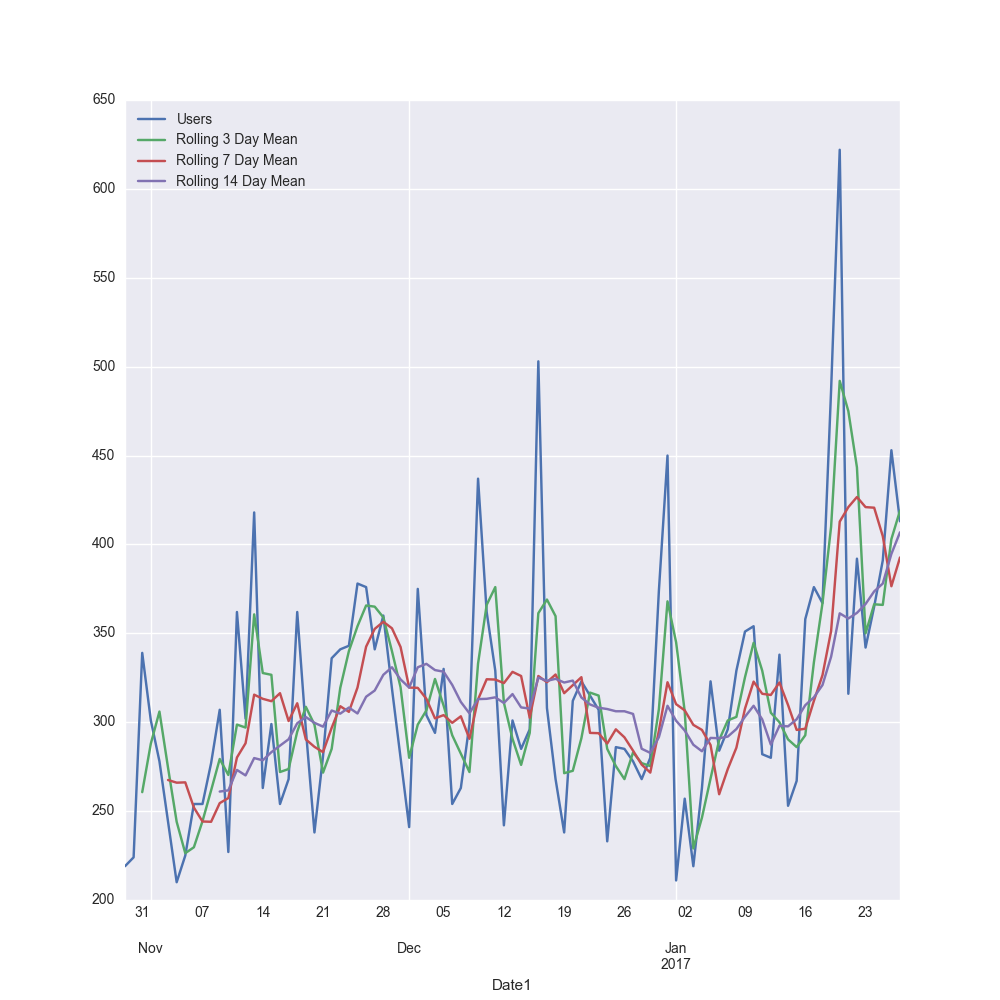 650
600
550
500
450
400
350
300
250
200
Users
Rolling 3 Day Mean
Rolling 7 Day Mean
Rolling 14 Day Mean
31 07 14 21 28 05 12 19 26 02 09 16 23
Nov Dec Jan
2017
Date1